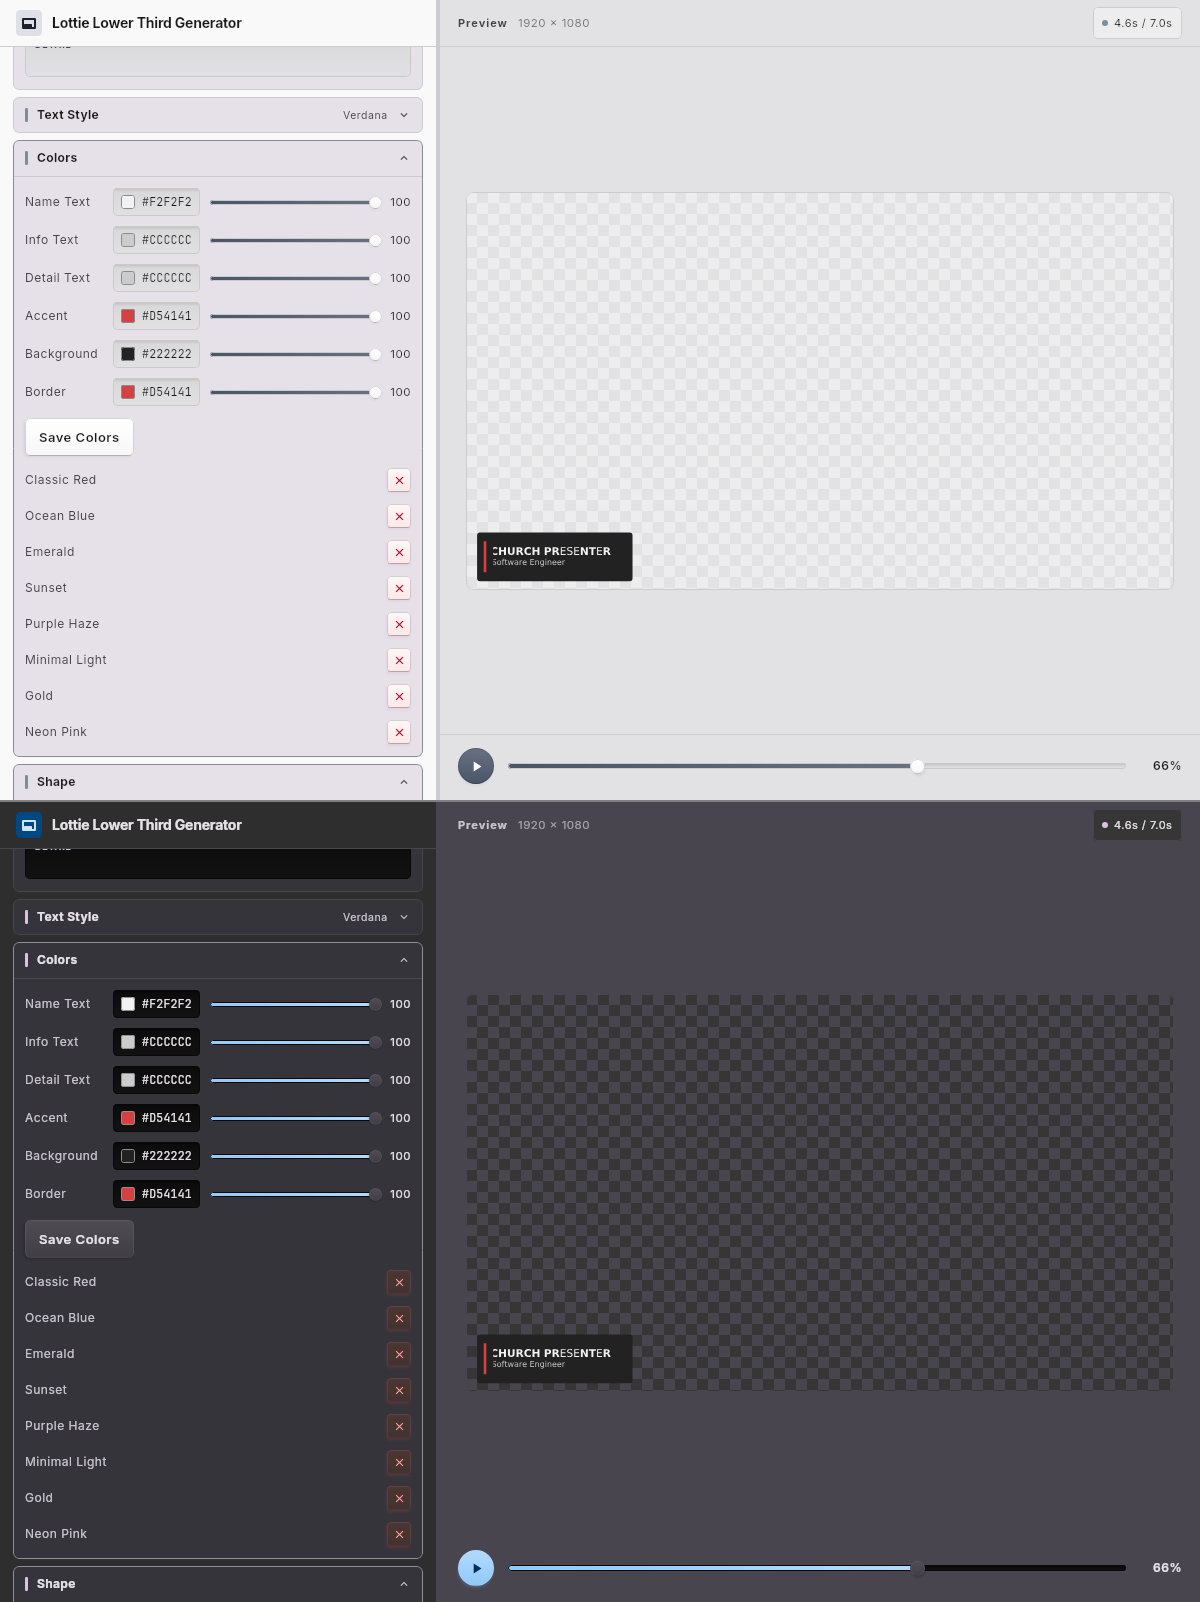 Lottie Lower Third Generator
Text Style Verdana
Colors
Name Text #F2F2F2 100
Info Text #CCCCCC 100
Detail Text #CCCCCC 100
Accent #D54141 100
Background #222222 100
Border #D54141 100
Save Colors
Classic Red
Ocean Blue
Emerald
Sunset
Purple Haze
Minimal Light
Gold
Neon Pink
Shape
Preview 1920 × 1080 4.6s / 7.0s
CHURCH PRESENTER
Software Engineer
66%
Lottie Lower Third Generator
Text Style Verdana
Colors
Name Text #F2F2F2 100
Info Text #CCCCCC 100
Detail Text #CCCCCC 100
Accent #D54141 100
Background #222222 100
Border #D54141 100
Save Colors
Classic Red
Ocean Blue
Emerald
Sunset
Purple Haze
Minimal Light
Gold
Neon Pink
Shape
Preview 1920 × 1080 4.6s / 7.0s
CHURCH PRESENTER
Software Engineer
66%